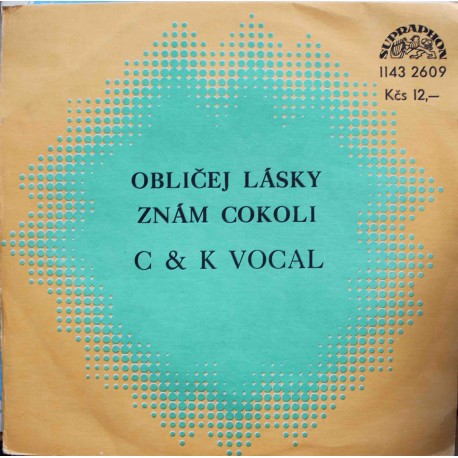 SUPRAPHON
1143 2609
Kčs 12,—
OBLIČEJ LÁSKY
ZNÁM COKOLI
C & K VOCAL